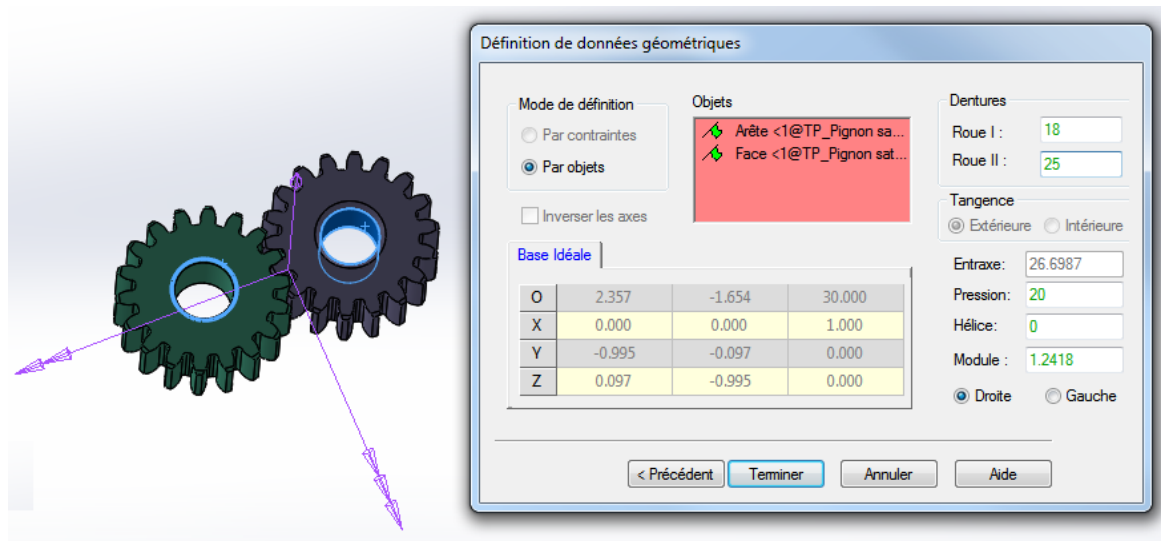 Définition de données géométriques
Mode de définition
Par contraintes
Par objets
Inverser les axes
Objets
Arête <1@TP_Pignon sa...
Face <1@TP_Pignon sat...
Dentures
Roue I : 18
Roue II : 25
Tangence
Extérieure Intérieure
Base Idéale
O 2.357 -1.654 30.000
X 0.000 0.000 1.000
Y -0.995 -0.097 0.000
Z 0.097 -0.995 0.000
Entraxe: 26.6987
Pression: 20
Hélice: 0
Module : 1.2418
Droite Gauche
< Précédent Terminer Annuler Aide